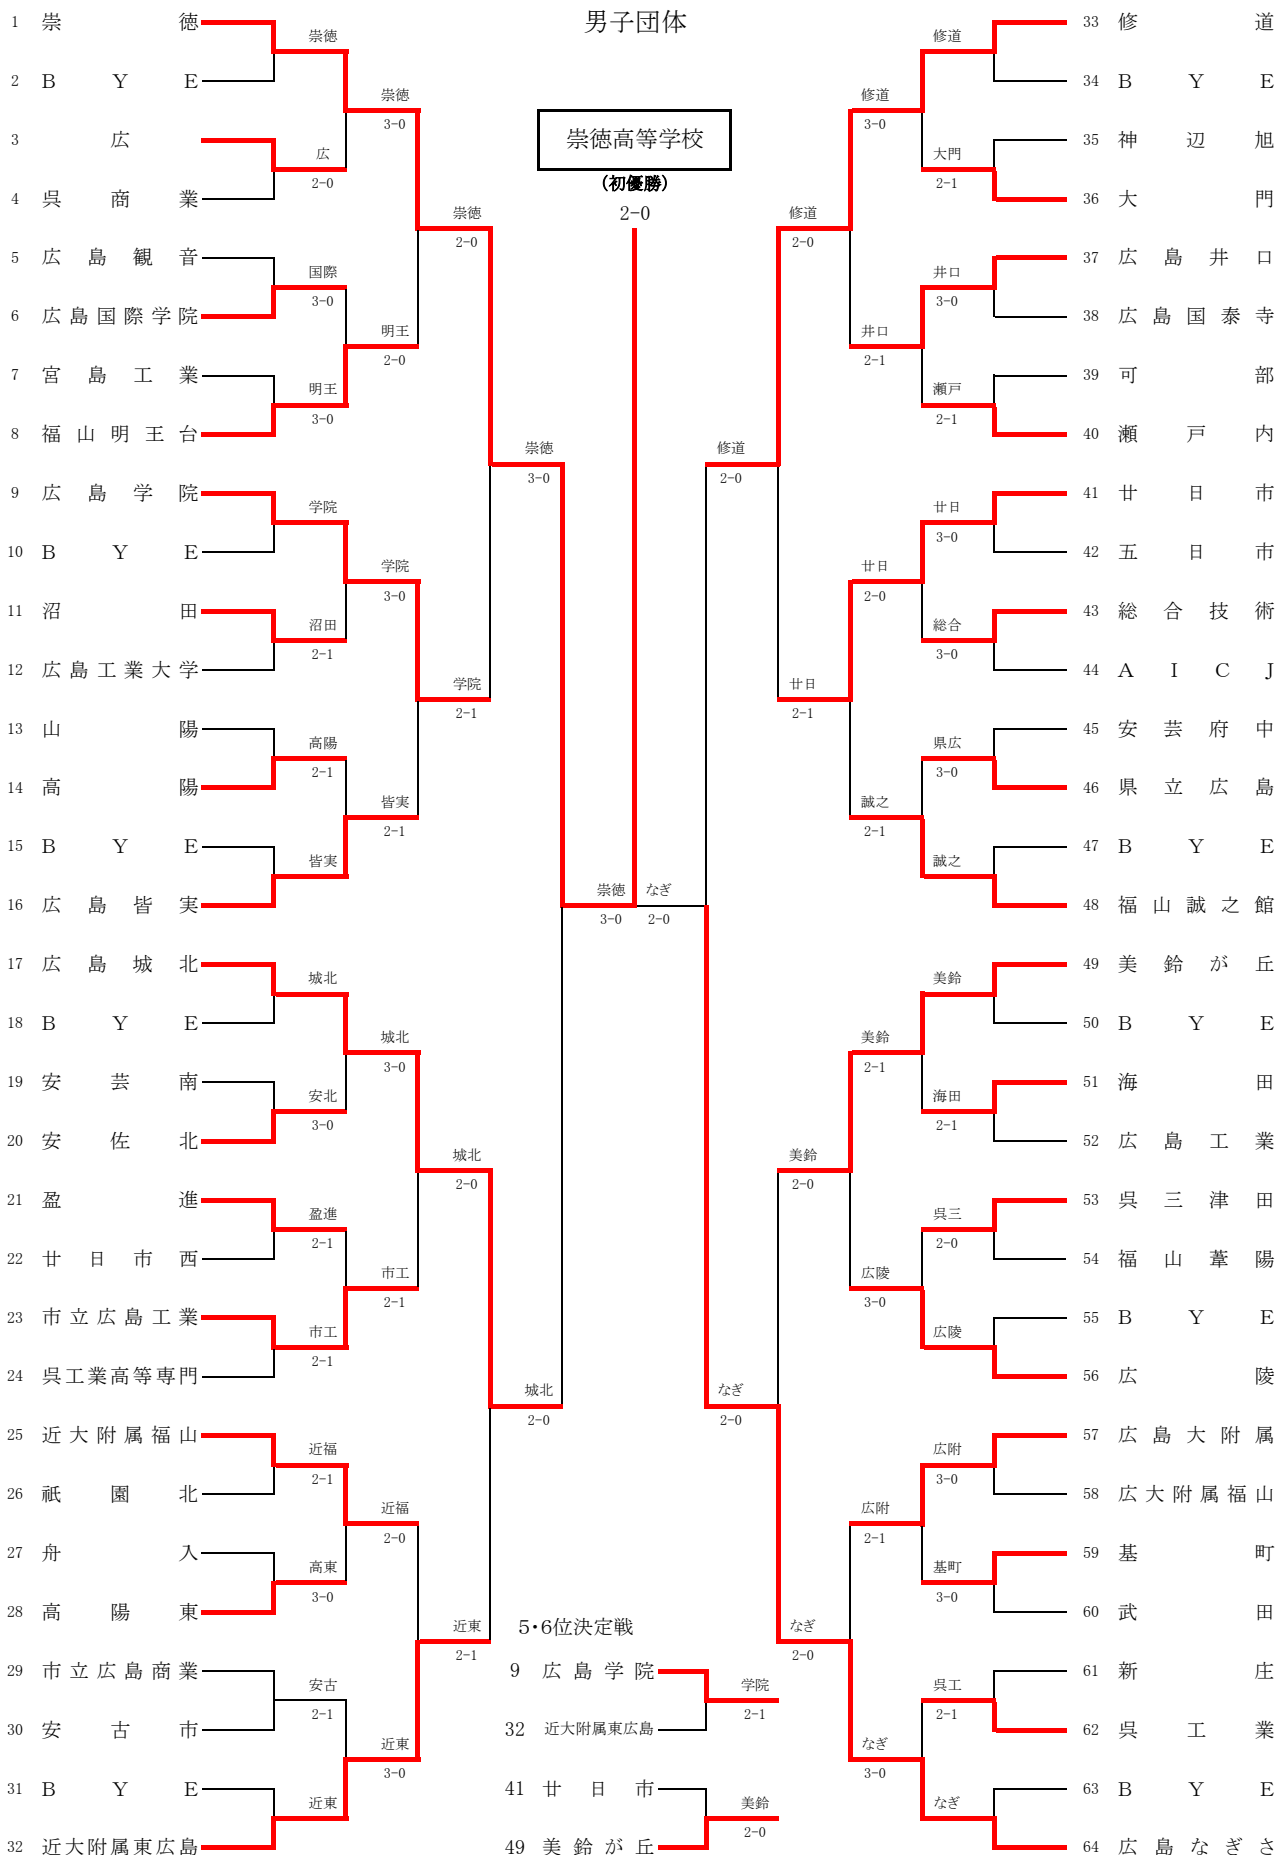 男子団体
崇徳高等学校
(初優勝)
2-0
1 崇徳
2 BYE
3 広
4 呉商業
5 広島観音
6 広島国際学院
7 宮島工業
8 福山明王台
9 広島学院
10 BYE
11 沼田
12 広島工業大学
13 山陽
14 高陽
15 BYE
16 広島皆実
17 広島城北
18 BYE
19 安芸南
20 安佐北
21 盈進
22 廿日市西
23 市立広島工業
24 呉工業高等専門
25 近大附属福山
26 祇園北
27 舟入
28 高陽東
29 市立広島商業
30 安古市
31 BYE
32 近大附属東広島
崇徳
広
2-0
国際
3-0
明王
3-0
学院
沼田
2-1
高陽
2-1
皆実
城北
安北
3-0
盈進
2-1
市工
2-1
近福
2-1
高東
3-0
安古
2-1
近東
崇徳
3-0
明王
2-0
学院
3-0
皆実
2-1
城北
3-0
市工
2-1
近福
2-0
近東
3-0
崇徳
2-0
学院
2-1
城北
2-0
近東
2-1
崇徳
3-0
城北
2-0
崇徳
3-0
なぎ
2-0
修道
2-0
なぎ
2-0
修道
2-0
廿日
2-1
美鈴
2-0
なぎ
2-0
修道
3-0
井口
2-1
廿日
2-0
誠之
2-1
美鈴
2-1
広陵
3-0
広附
2-1
なぎ
3-0
修道
大門
2-1
井口
3-0
瀬戸
2-1
廿日
3-0
総合
3-0
県広
3-0
誠之
美鈴
海田
2-1
呉三
2-0
広陵
広附
3-0
基町
3-0
呉工
2-1
なぎ
33 修道
34 BYE
35 神辺旭
36 大門
37 広島井口
38 広島国泰寺
39 可部
40 瀬戸内
41 廿日市
42 五日市
43 総合技術
44 AICJ
45 安芸府中
46 県立広島
47 BYE
48 福山誠之館
49 美鈴が丘
50 BYE
51 海田
52 広島工業
53 呉三津田
54 福山葦陽
55 BYE
56 広陵
57 広島大附属
58 広大附属福山
59 基町
60 武田
61 新庄
62 呉工業
63 BYE
64 広島なぎさ
5・6位決定戦
9 広島学院
32 近大附属東広島
学院
2-1
41 廿日市
49 美鈴が丘
美鈴
2-0